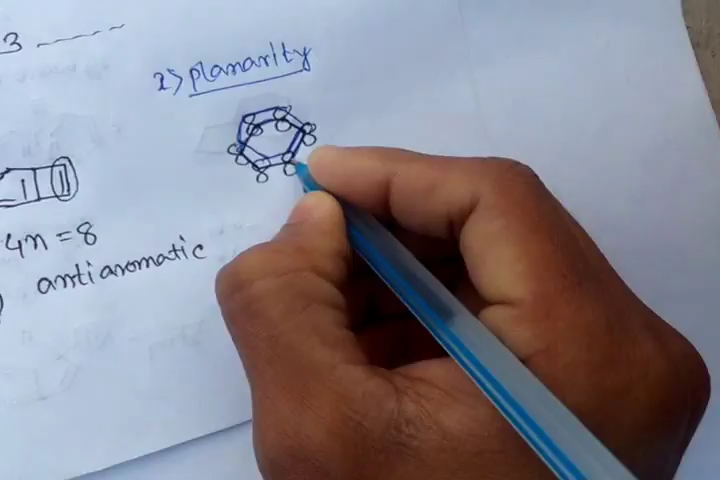 3
2) planarity
4n = 8
antiaromatic